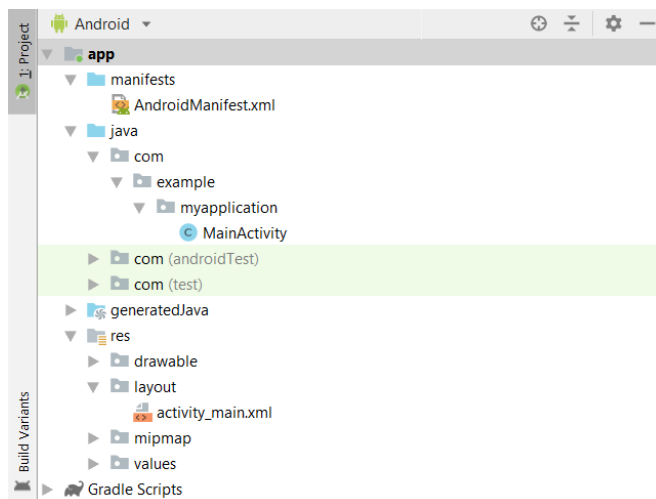 1: Project
Android
app
manifests
AndroidManifest.xml
java
com
example
myapplication
C MainActivity
com (androidTest)
com (test)
generatedJava
res
drawable
layout
activity_main.xml
mipmap
values
Gradle Scripts
Build Variants